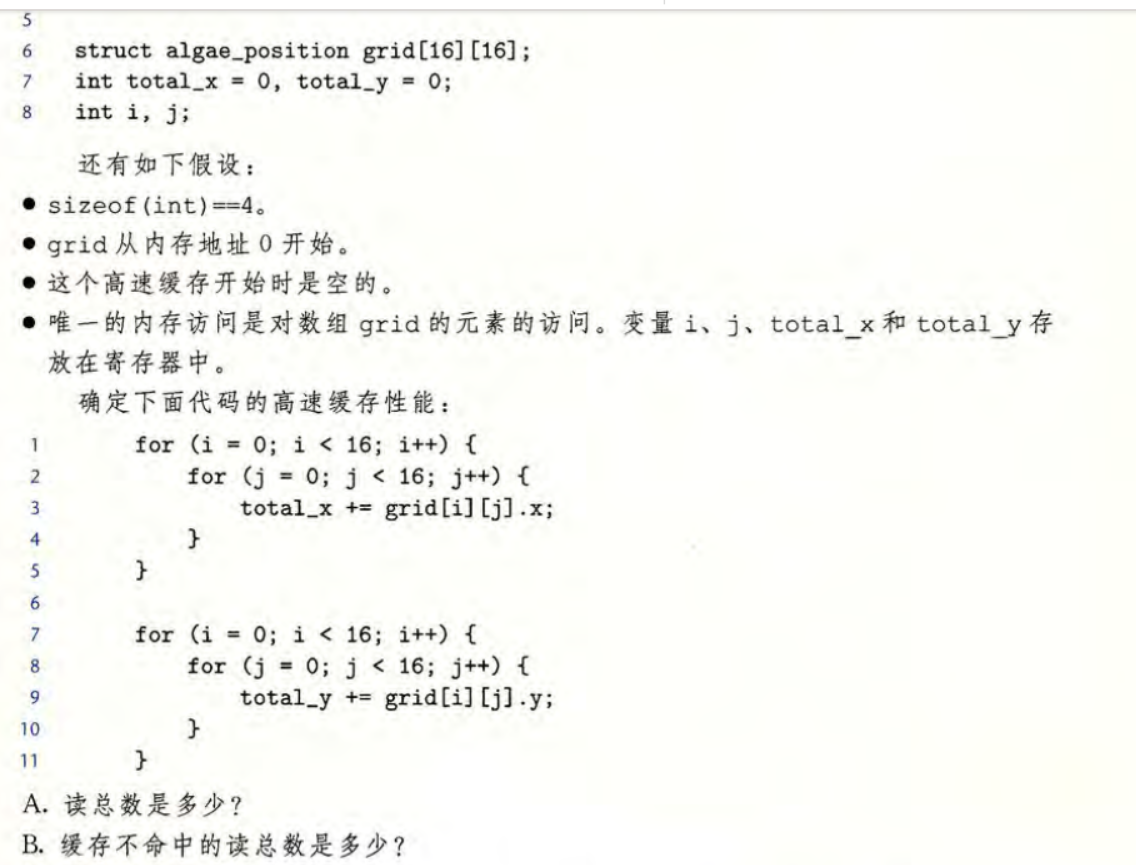 5
6 struct algae_position grid[16][16];
7 int total_x = 0, total_y = 0;
8 int i, j;
还有如下假设：
● sizeof(int)==4。
● grid 从内存地址 0 开始。
● 这个高速缓存开始时是空的。
● 唯一的内存访问是对数组 grid 的元素的访问。变量 i、j、total_x 和 total_y 存
放在寄存器中。
确定下面代码的高速缓存性能：
1 for (i = 0; i < 16; i++) {
2 for (j = 0; j < 16; j++) {
3 total_x += grid[i][j].x;
4 }
5 }
6
7 for (i = 0; i < 16; i++) {
8 for (j = 0; j < 16; j++) {
9 total_y += grid[i][j].y;
10 }
11 }
A. 读总数是多少？
B. 缓存不命中的读总数是多少？